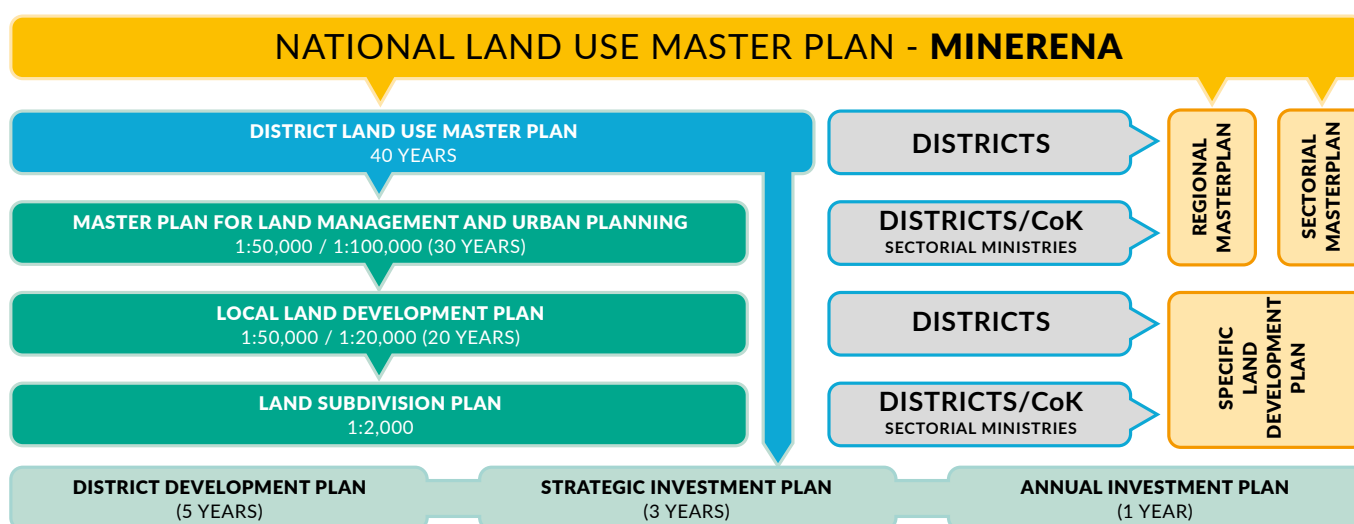 NATIONAL LAND USE MASTER PLAN - MINERENA
DISTRICT LAND USE MASTER PLAN
40 YEARS
DISTRICTS
REGIONAL
MASTERPLAN
SECTORIAL
MASTERPLAN
MASTER PLAN FOR LAND MANAGEMENT AND URBAN PLANNING
1:50,000 / 1:100,000 (30 YEARS)
DISTRICTS/CoK
SECTORIAL MINISTRIES
LOCAL LAND DEVELOPMENT PLAN
1:50,000 / 1:20,000 (20 YEARS)
DISTRICTS
SPECIFIC
LAND
DEVELOPMENT
PLAN
LAND SUBDIVISION PLAN
1:2,000
DISTRICTS/CoK
SECTORIAL MINISTRIES
DISTRICT DEVELOPMENT PLAN
(5 YEARS)
STRATEGIC INVESTMENT PLAN
(3 YEARS)
ANNUAL INVESTMENT PLAN
(1 YEAR)